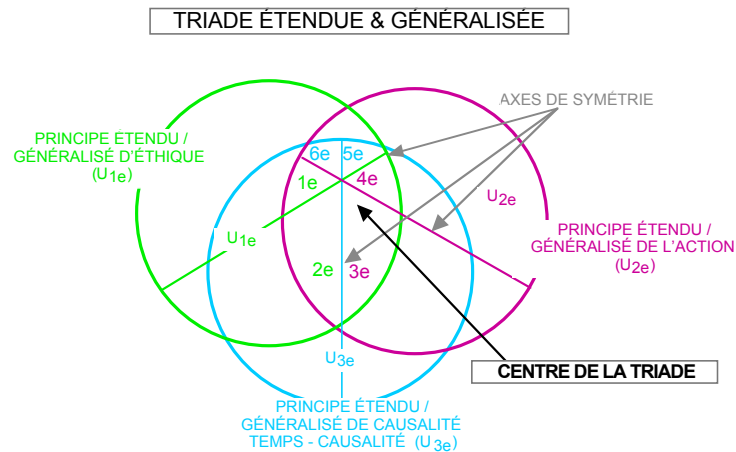 TRIADE ÉTENDUE & GÉNÉRALISÉE
AXES DE SYMÉTRIE
PRINCIPE ÉTENDU /
GÉNÉRALISÉ D'ÉTHIQUE
(U1e)
6e 5e
1e 4e
U2e
U1e
PRINCIPE ÉTENDU /
GÉNÉRALISÉ DE L'ACTION
(U2e)
2e 3e
U3e
CENTRE DE LA TRIADE
PRINCIPE ÉTENDU /
GÉNÉRALISÉ DE CAUSALITÉ
TEMPS - CAUSALITÉ (U3e)